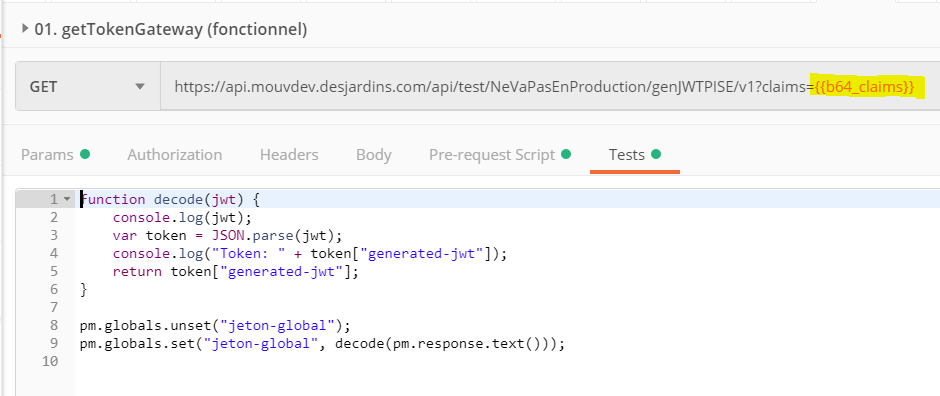 01. getTokenGateway (fonctionnel)
GET https://api.mouvdev.desjardins.com/api/test/NeVaPasEnProduction/genJWTPISE/v1?claims={{b64_claims}}
Params Authorization Headers Body Pre-request Script Tests
1 function decode(jwt) {
2 console.log(jwt);
3 var token = JSON.parse(jwt);
4 console.log("Token: " + token["generated-jwt"]);
5 return token["generated-jwt"];
6 }
7
8 pm.globals.unset("jeton-global");
9 pm.globals.set("jeton-global", decode(pm.response.text()));
10